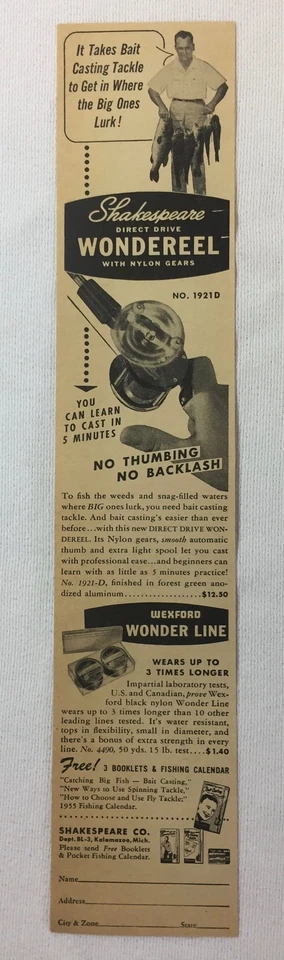 It Takes Bait
Casting Tackle
to Get in Where
the Big Ones
Lurk!
Shakespeare
DIRECT DRIVE
WONDEREEL
WITH NYLON GEARS
NO. 1921D
YOU
CAN LEARN
TO CAST IN
5 MINUTES
NO THUMBING
NO BACKLASH
To fish the weeds and snag-filled waters
where BIG ones lurk, you need bait casting
tackle. And bait casting's easier than ever
before...with this new DIRECT DRIVE WON-
DEREEL. Its Nylon gears, smooth automatic
thumb and extra light spool let you cast
with professional ease...and beginners can
learn with as little as 5 minutes practice!
No. 1921-D, finished in forest green ano-
dized aluminum....................$12.50
WEXFORD
WONDER LINE
WEARS UP TO
3 TIMES LONGER
Impartial laboratory tests,
U.S. and Canadian, prove Wex-
ford black nylon Wonder Line
wears up to 3 times longer than 10 other
leading lines tested. It's water resistant,
tops in flexibility, small in diameter, and
there's a bonus of extra strength in every
line. No. 4490, 50 yds. 15 lb. test....$1.40
Free! 3 BOOKLETS & FISHING CALENDAR
"Catching Big Fish — Bait Casting,"
"New Ways to Use Spinning Tackle,"
"How to Choose and Use Fly Tackle;"
1955 Fishing Calendar.
SHAKESPEARE CO.
Dept. BL-3, Kalamazoo, Mich.
Please send Free Booklets
& Pocket Fishing Calendar.
Name
Address
City & Zone State